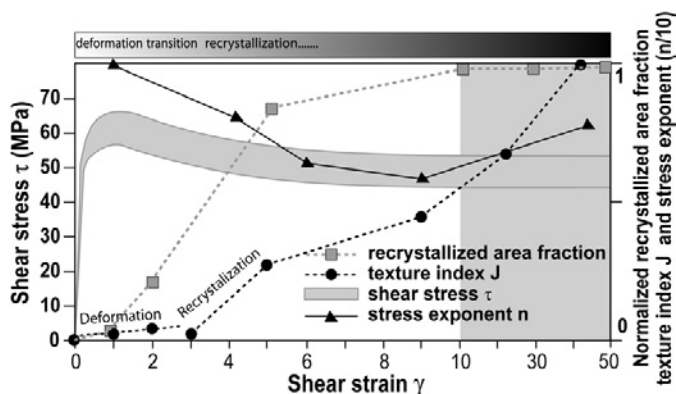 deformation transition recrystallization.......
70
60
50
40
30
20
10
0
Shear stress τ (MPa)
Deformation
Recrystallization
recrystallized area fraction
texture index J
shear stress τ
stress exponent n
0 2 4 6 8 10 30 50
Shear strain γ
1
0
Normalized recrystallized area fraction
texture index J and stress exponent (n/10)